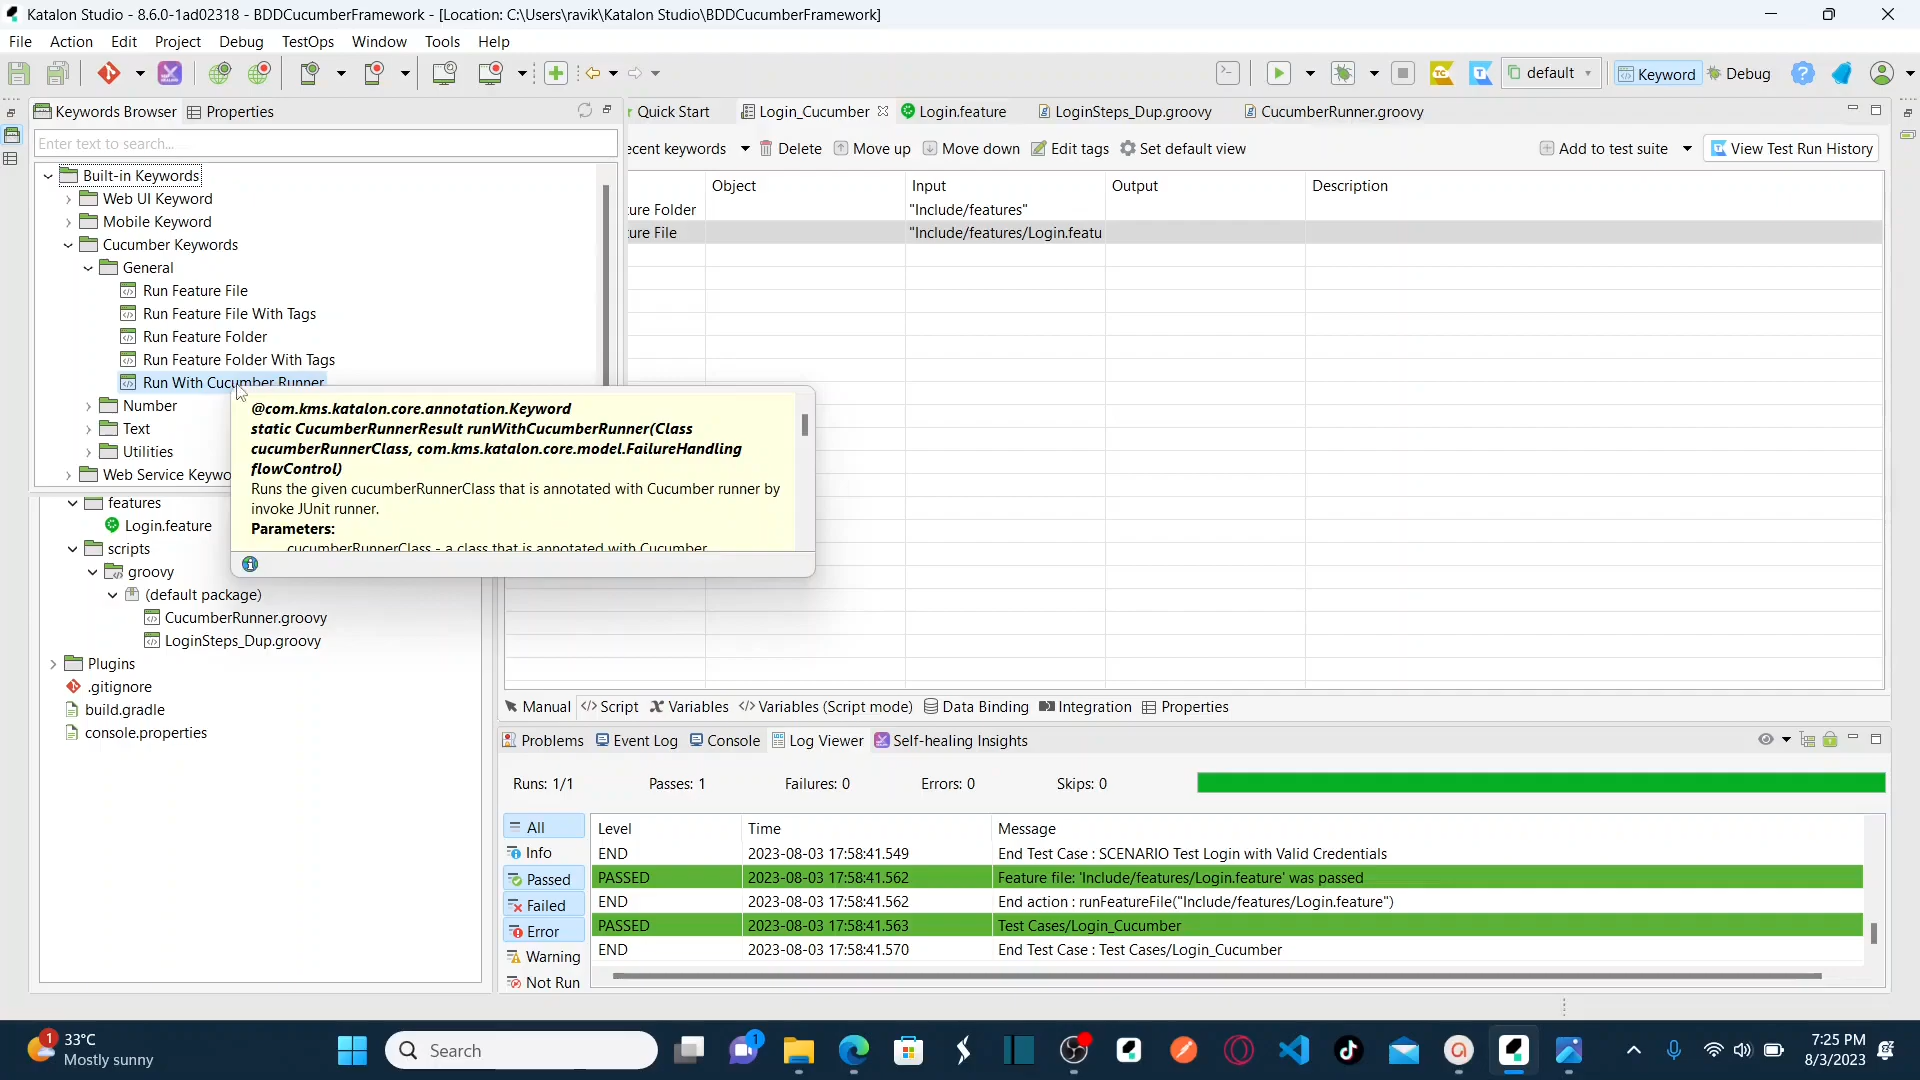 Katalon Studio - 8.6.0-1ad02318 - BDDCucumberFramework - [Location: C:\Users\ravik\Katalon Studio\BDDCucumberFramework]
File Action Edit Project Debug TestOps Window Tools Help
default Keyword Debug
Keywords Browser Properties
Quick Start Login_Cucumber Login.feature LoginSteps_Dup.groovy CucumberRunner.groovy
Enter text to search...
ecent keywords Delete Move up Move down Edit tags Set default view Add to test suite View Test Run History
Built-in Keywords
Web UI Keyword
Mobile Keyword
Cucumber Keywords
General
Run Feature File
Run Feature File With Tags
Run Feature Folder
Run Feature Folder With Tags
Run With Cucumber Runner
Number
Text
Utilities
Web Service Keywo
Object Input Output Description
ure Folder "Include/features"
ure File "Include/features/Login.featu
@com.kms.katalon.core.annotation.Keyword
static CucumberRunnerResult runWithCucumberRunner(Class
cucumberRunnerClass, com.kms.katalon.core.model.FailureHandling
flowControl)
Runs the given cucumberRunnerClass that is annotated with Cucumber runner by
invoke JUnit runner.
Parameters:
cucumberRunnerClass - a class that is annotated with Cucumber
features
Login.feature
scripts
groovy
(default package)
CucumberRunner.groovy
LoginSteps_Dup.groovy
Plugins
.gitignore
build.gradle
console.properties
Manual Script Variables Variables (Script mode) Data Binding Integration Properties
Problems Event Log Console Log Viewer Self-healing Insights
Runs: 1/1 Passes: 1 Failures: 0 Errors: 0 Skips: 0
All
Info
Passed
Failed
Error
Warning
Not Run
Level Time Message
END 2023-08-03 17:58:41.549 End Test Case : SCENARIO Test Login with Valid Credentials
PASSED 2023-08-03 17:58:41.562 Feature file: 'Include/features/Login.feature' was passed
END 2023-08-03 17:58:41.562 End action : runFeatureFile("Include/features/Login.feature")
PASSED 2023-08-03 17:58:41.563 Test Cases/Login_Cucumber
END 2023-08-03 17:58:41.570 End Test Case : Test Cases/Login_Cucumber
1 33°C
Mostly sunny
Search
1
7:25 PM
8/3/2023